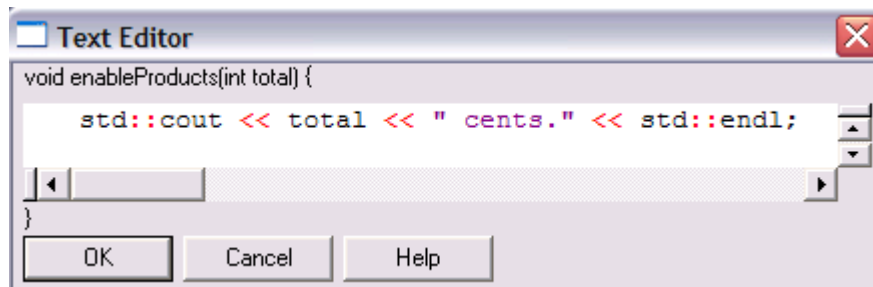 Text Editor
void enableProducts(int total) {
std::cout << total << " cents." << std::endl;
}
OK Cancel Help